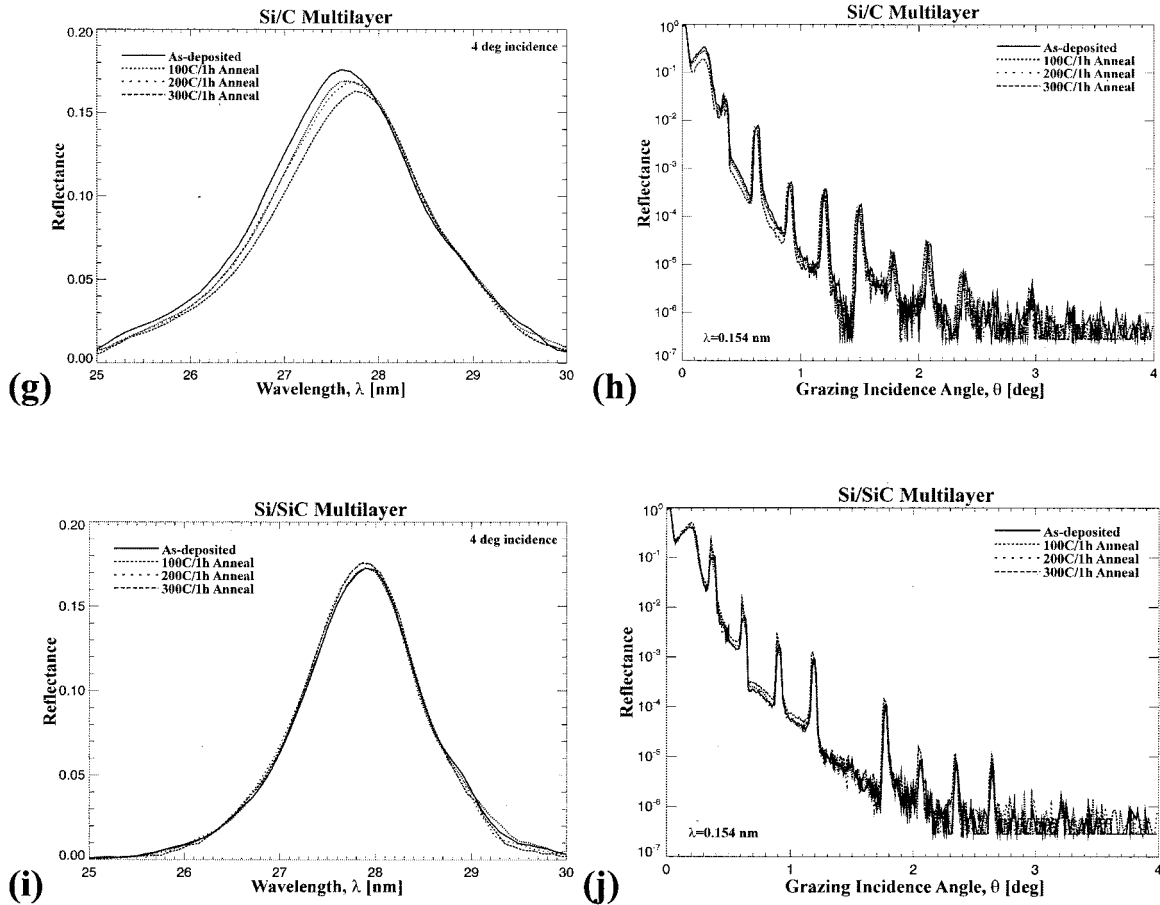 Si/C Multilayer
0.20
0.15
0.10
0.05
0.00
Reflectance
As-deposited
100C/1h Anneal
200C/1h Anneal
300C/1h Anneal
4 deg incidence
25 26 27 28 29 30
Wavelength, λ [nm]
(g)
Si/C Multilayer
10⁰
10⁻¹
10⁻²
10⁻³
10⁻⁴
10⁻⁵
10⁻⁶
10⁻⁷
Reflectance
As-deposited
100C/1h Anneal
200C/1h Anneal
300C/1h Anneal
λ=0.154 nm
0 1 2 3 4
Grazing Incidence Angle, θ [deg]
(h)
Si/SiC Multilayer
0.20
0.15
0.10
0.05
0.00
Reflectance
As-deposited
100C/1h Anneal
200C/1h Anneal
300C/1h Anneal
4 deg incidence
25 26 27 28 29 30
Wavelength, λ [nm]
(i)
Si/SiC Multilayer
10⁰
10⁻¹
10⁻²
10⁻³
10⁻⁴
10⁻⁵
10⁻⁶
10⁻⁷
Reflectance
As-deposited
100C/1h Anneal
200C/1h Anneal
300C/1h Anneal
λ=0.154 nm
0 1 2 3 4
Grazing Incidence Angle, θ [deg]
(j)